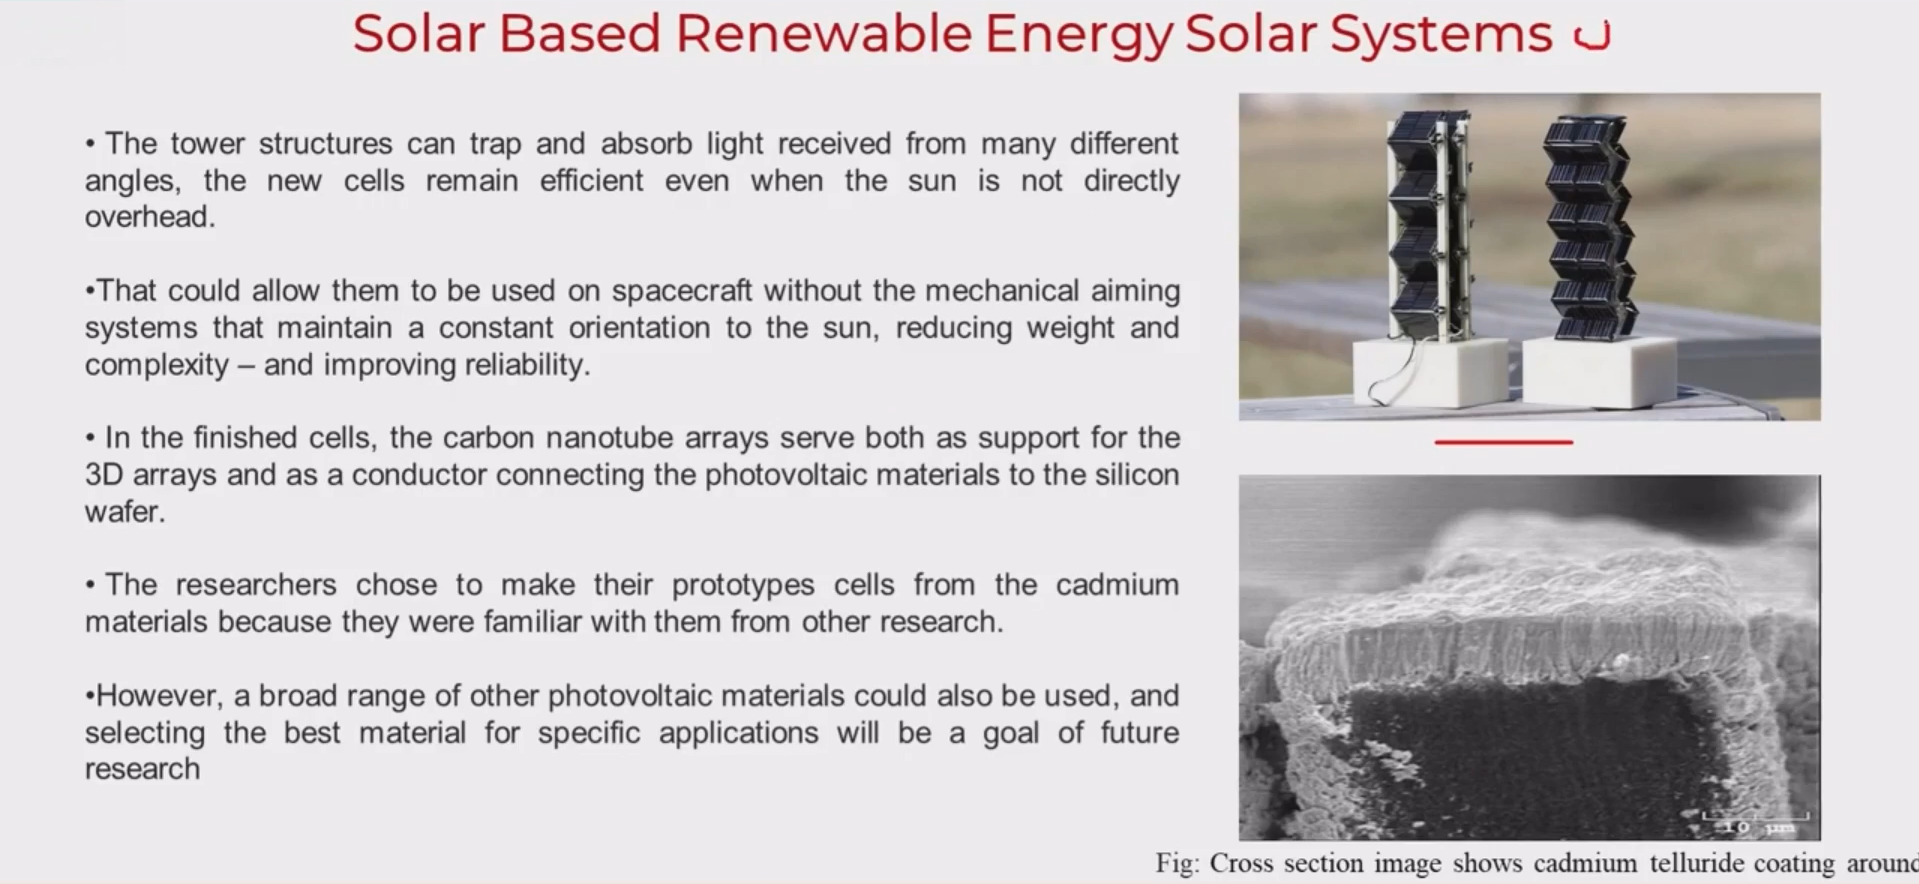 Solar Based Renewable Energy Solar Systems
• The tower structures can trap and absorb light received from many different
angles, the new cells remain efficient even when the sun is not directly
overhead.
•That could allow them to be used on spacecraft without the mechanical aiming
systems that maintain a constant orientation to the sun, reducing weight and
complexity – and improving reliability.
• In the finished cells, the carbon nanotube arrays serve both as support for the
3D arrays and as a conductor connecting the photovoltaic materials to the silicon
wafer.
• The researchers chose to make their prototypes cells from the cadmium
materials because they were familiar with them from other research.
•However, a broad range of other photovoltaic materials could also be used, and
selecting the best material for specific applications will be a goal of future
research
10 µm
Fig: Cross section image shows cadmium telluride coating around